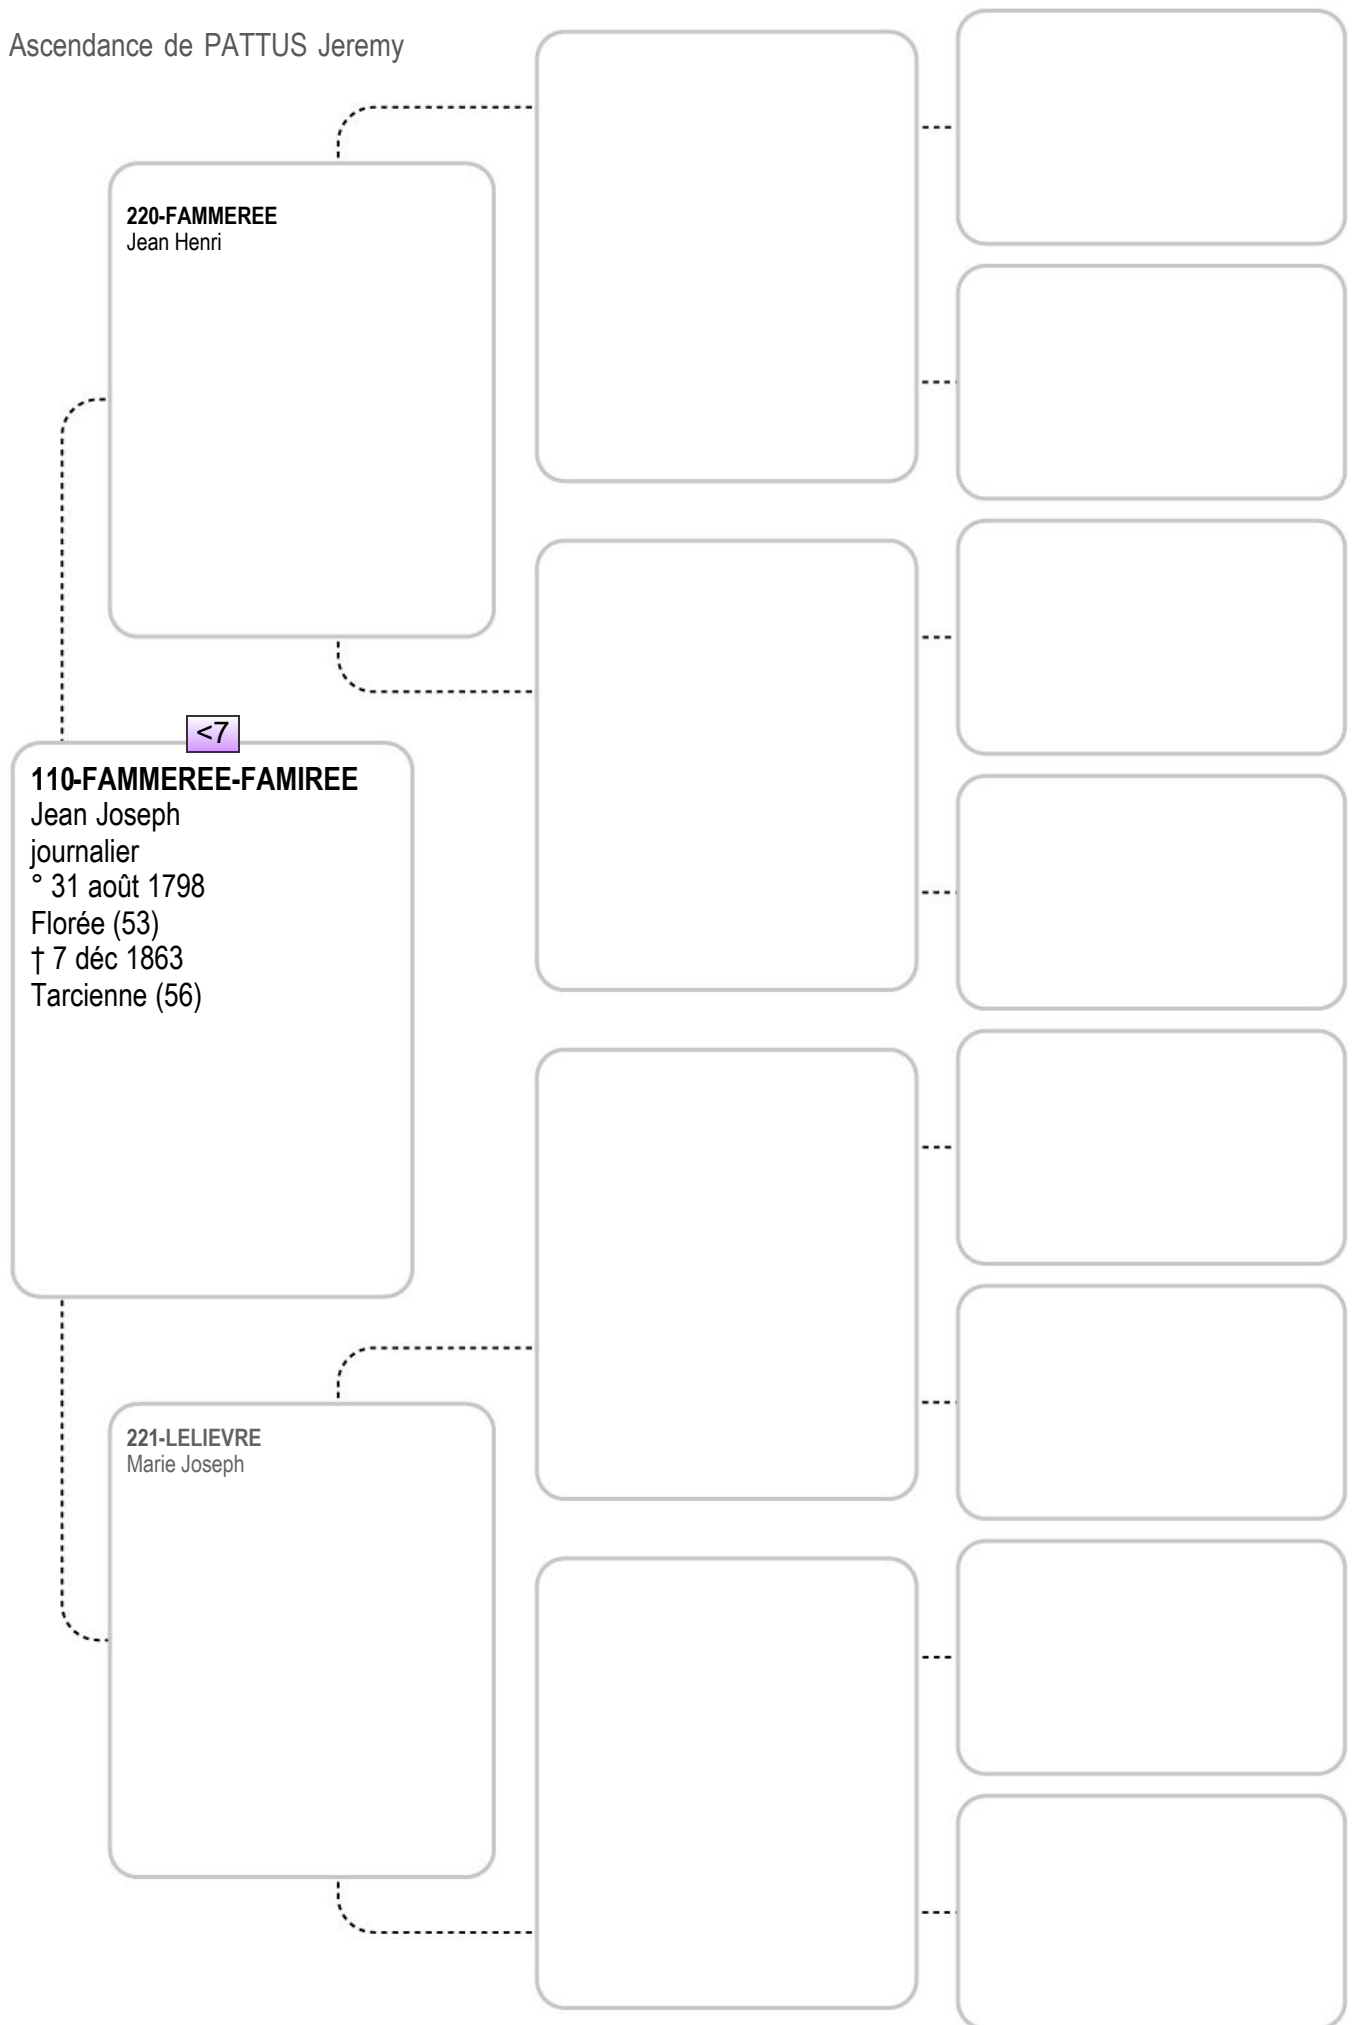 Ascendance de PATTUS Jeremy
220-FAMMEREE
Jean Henri
<7
110-FAMMEREE-FAMIREE
Jean Joseph
journalier
° 31 août 1798
Florée (53)
† 7 déc 1863
Tarcienne (56)
221-LELIEVRE
Marie Joseph